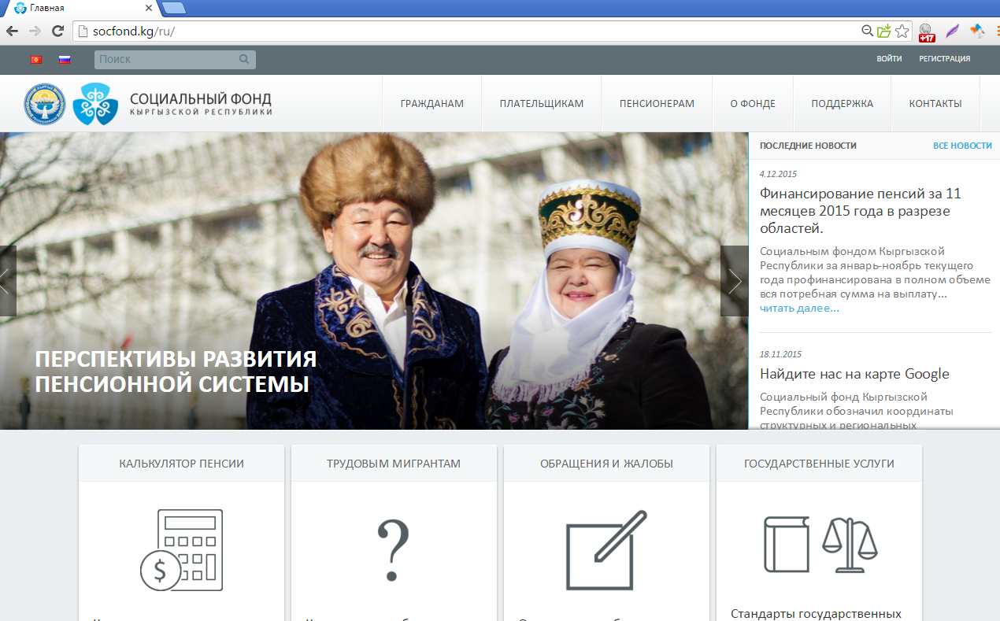 Главная
socfond.kg/ru/
+17
Поиск
ВОЙТИ
РЕГИСТРАЦИЯ
СОЦИАЛЬНЫЙ ФОНД
КЫРГЫЗСКОЙ РЕСПУБЛИКИ
ГРАЖДАНАМ
ПЛАТЕЛЬЩИКАМ
ПЕНСИОНЕРАМ
О ФОНДЕ
ПОДДЕРЖКА
КОНТАКТЫ
ПЕРСПЕКТИВЫ РАЗВИТИЯ
ПЕНСИОННОЙ СИСТЕМЫ
ПОСЛЕДНИЕ НОВОСТИ
ВСЕ НОВОСТИ
4.12.2015
Финансирование пенсий за 11
месяцев 2015 года в разрезе
областей.
Социальным фондом Кыргызской
Республики за январь-ноябрь текущего
года профинансирована в полном объеме
вся потребная сумма на выплату...
читать далее...
18.11.2015
Найдите нас на карте Google
Социальный фонд Кыргызской
Республики обозначил координаты
структурных и региональных
КАЛЬКУЛЯТОР ПЕНСИИ
ТРУДОВЫМ МИГРАНТАМ
ОБРАЩЕНИЯ И ЖАЛОБЫ
ГОСУДАРСТВЕННЫЕ УСЛУГИ
$
?
Стандарты государственных